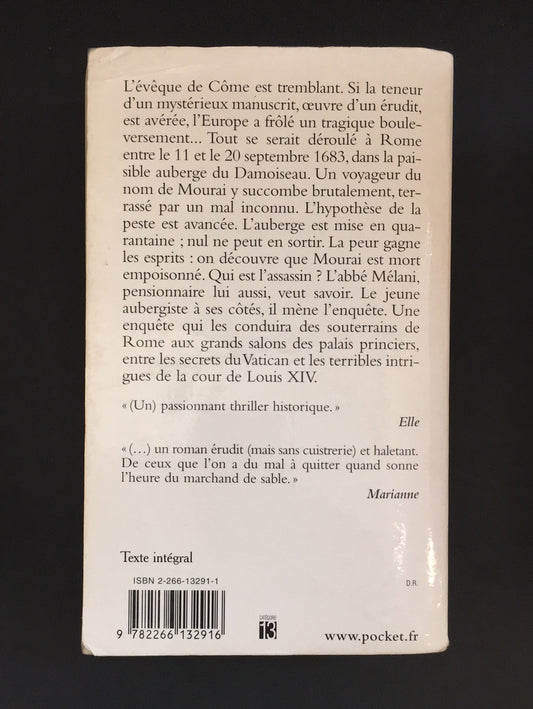 L'évêque de Côme est tremblant. Si la teneur
d'un mystérieux manuscrit, œuvre d'un érudit,
est avérée, l'Europe a frôlé un tragique boule-
versement... Tout se serait déroulé à Rome
entre le 11 et le 20 septembre 1683, dans la pai-
sible auberge du Damoiseau. Un voyageur du
nom de Mourai y succombe brutalement, ter-
rassé par un mal inconnu. L'hypothèse de la
peste est avancée. L'auberge est mise en qua-
rantaine ; nul ne peut en sortir. La peur gagne
les esprits : on découvre que Mourai est mort
empoisonné. Qui est l'assassin ? L'abbé Mêlani,
pensionnaire lui aussi, veut savoir. Le jeune
aubergiste à ses côtés, il mène l'enquête. Une
enquête qui les conduira des souterrains de
Rome aux grands salons des palais princiers,
entre les secrets du Vatican et les terribles intri-
gues de la cour de Louis XIV.
« (Un) passionnant thriller historique. »
Elle
« (...) un roman érudit (mais sans cuistrerie) et haletant.
De ceux que l'on a du mal à quitter quand sonne
l'heure du marchand de sable. »
Marianne
Texte intégral
ISBN 2-266-13291-1
D.R.
9 782266 132916
CATÉGORIE
13
www.pocket.fr